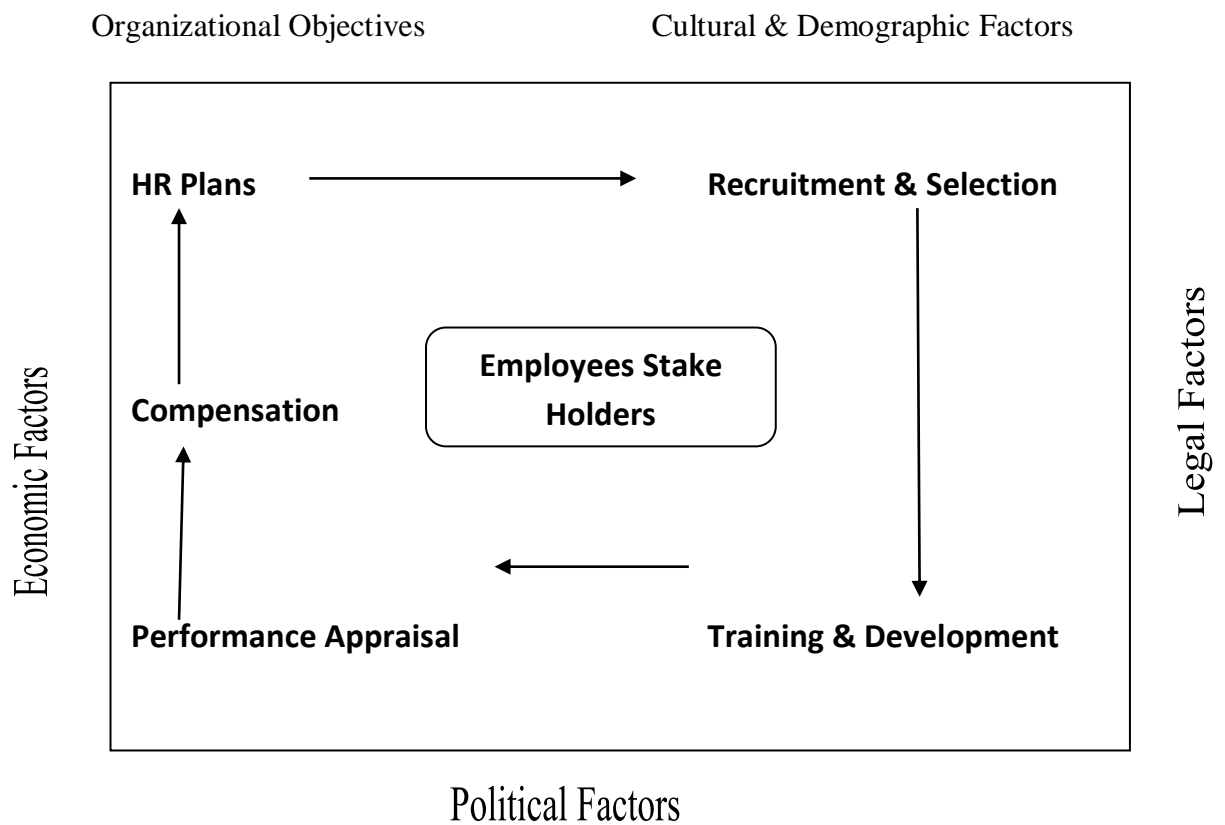 Organizational Objectives
Cultural & Demographic Factors
HR Plans
Recruitment & Selection
Employees Stake
Holders
Compensation
Performance Appraisal
Training & Development
Economic Factors
Legal Factors
Political Factors